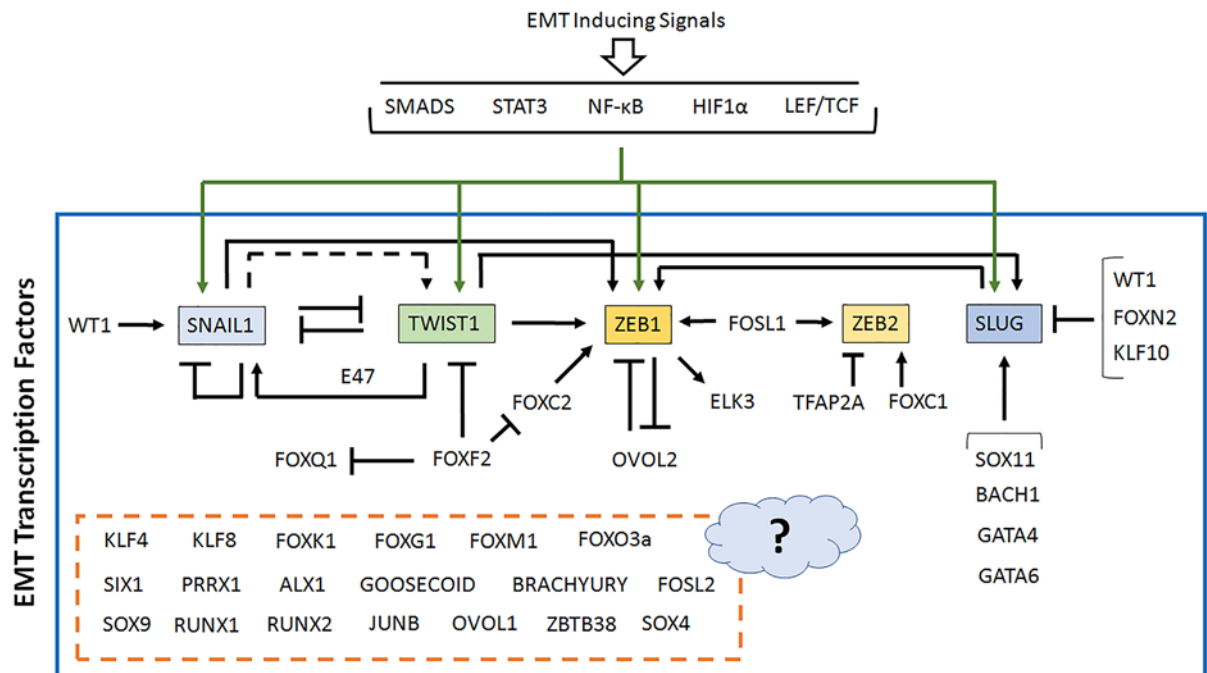 EMT Inducing Signals
SMADS STAT3 NF-κB HIF1α LEF/TCF
EMT Transcription Factors
WT1 SNAIL1 TWIST1 ZEB1 FOSL1 ZEB2 SLUG
WT1
FOXN2
KLF10
E47
FOXC2 ELK3 TFAP2A FOXC1
FOXQ1 FOXF2 OVOL2
SOX11
BACH1
GATA4
GATA6
?
KLF4 KLF8 FOXK1 FOXG1 FOXM1 FOXO3a
SIX1 PRRX1 ALX1 GOOSECOID BRACHYURY FOSL2
SOX9 RUNX1 RUNX2 JUNB OVOL1 ZBTB38 SOX4